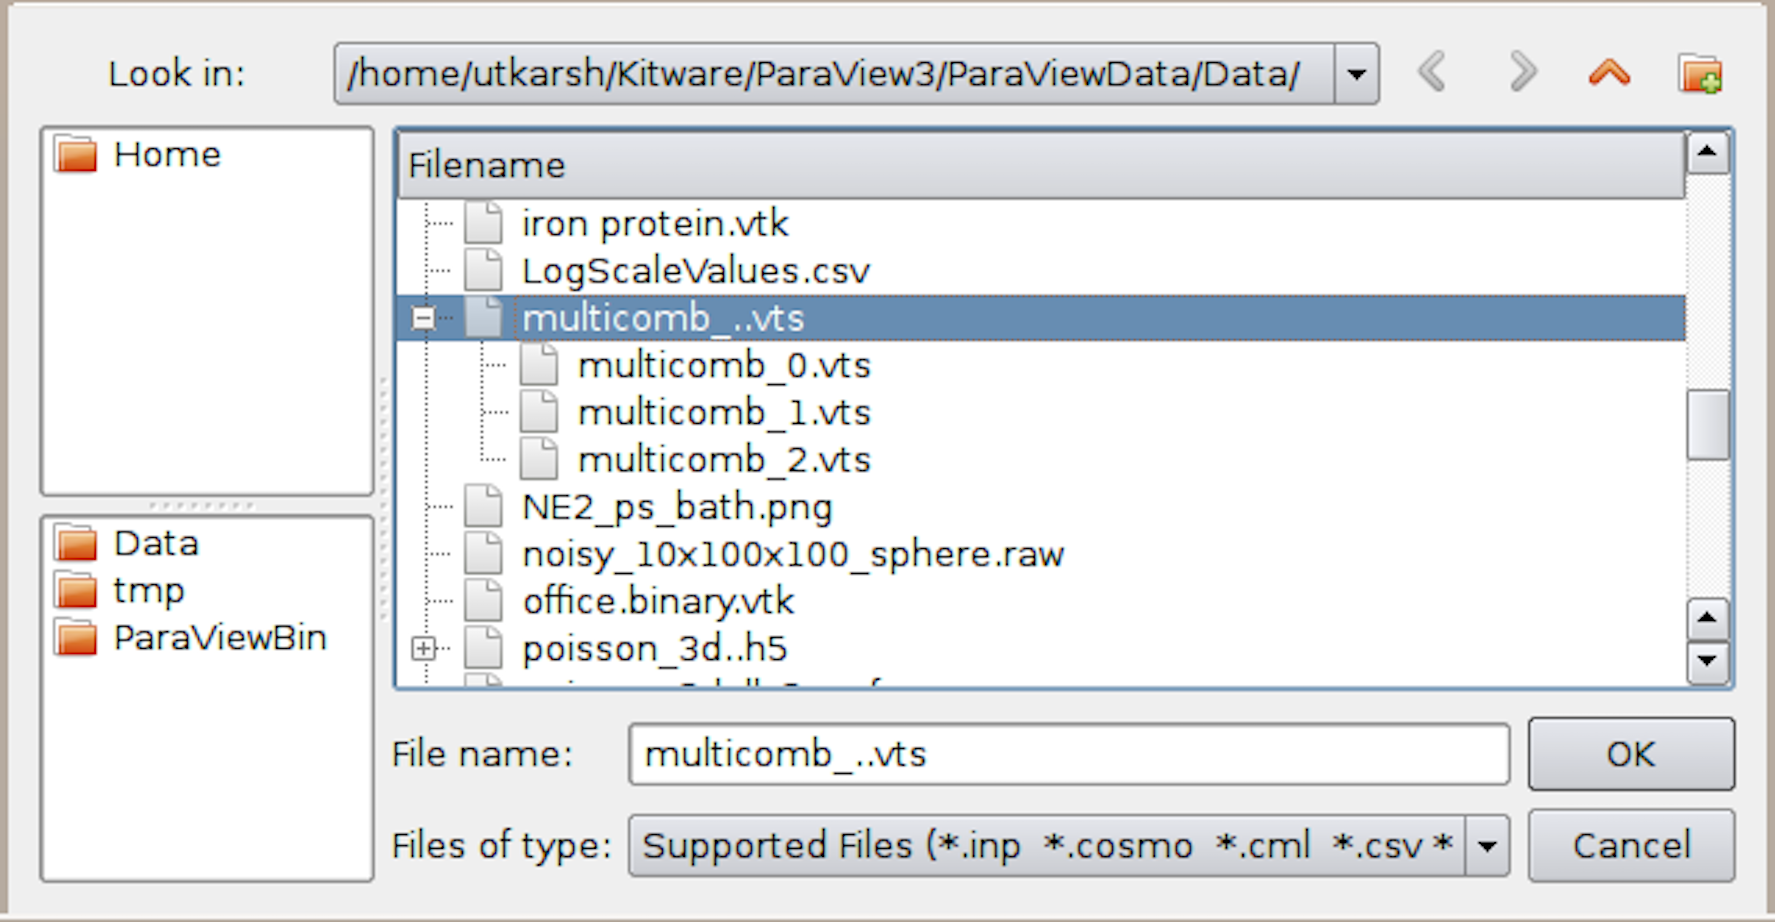 Look in: /home/utkarsh/Kitware/ParaView3/ParaViewData/Data/
Home
Data
tmp
ParaViewBin
Filename
iron protein.vtk
LogScaleValues.csv
multicomb_..vts
multicomb_0.vts
multicomb_1.vts
multicomb_2.vts
NE2_ps_bath.png
noisy_10x100x100_sphere.raw
office.binary.vtk
poisson_3d..h5
File name: multicomb_..vts OK
Files of type: Supported Files (*.inp *.cosmo *.cml *.csv * Cancel